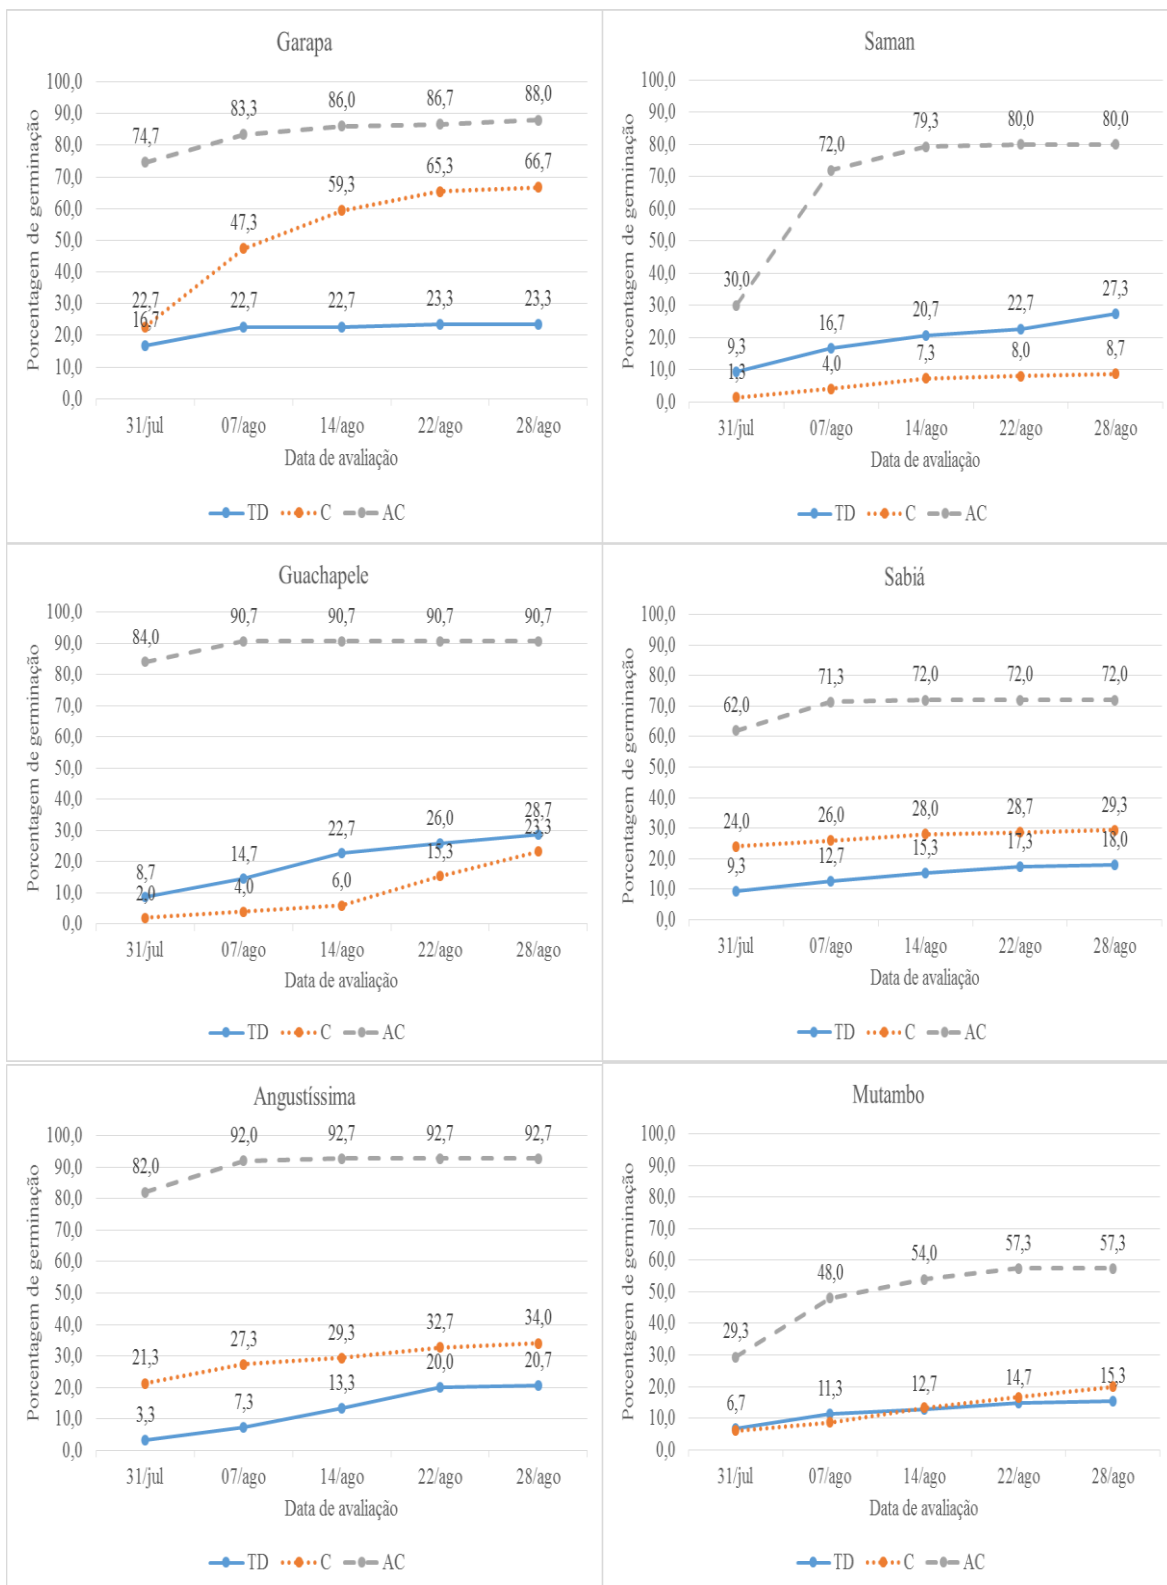 Garapa
Porcentagem de germinação
100,0
90,0
80,0
70,0
60,0
50,0
40,0
30,0
20,0
10,0
0,0
74,7 83,3 86,0 86,7 88,0
22,7 47,3 59,3 65,3 66,7
16,7 22,7 22,7 23,3 23,3
31/jul 07/ago 14/ago 22/ago 28/ago
Data de avaliação
TD C AC
Saman
Porcentagem de germinação
100,0
90,0
80,0
70,0
60,0
50,0
40,0
30,0
20,0
10,0
0,0
30,0 72,0 79,3 80,0 80,0
9,3 16,7 20,7 22,7 27,3
1,3 4,0 7,3 8,0 8,7
31/jul 07/ago 14/ago 22/ago 28/ago
Data de avaliação
TD C AC
Guachapele
Porcentagem de germinação
100,0
90,0
80,0
70,0
60,0
50,0
40,0
30,0
20,0
10,0
0,0
84,0 90,7 90,7 90,7 90,7
8,7 14,7 22,7 26,0 28,7
2,0 4,0 6,0 15,3 23,3
31/jul 07/ago 14/ago 22/ago 28/ago
Data de avaliação
TD C AC
Sabiá
Porcentagem de germinação
100,0
90,0
80,0
70,0
60,0
50,0
40,0
30,0
20,0
10,0
0,0
62,0 71,3 72,0 72,0 72,0
24,0 26,0 28,0 28,7 29,3
9,3 12,7 15,3 17,3 18,0
31/jul 07/ago 14/ago 22/ago 28/ago
Data de avaliação
TD C AC
Angustíssima
Porcentagem de germinação
100,0
90,0
80,0
70,0
60,0
50,0
40,0
30,0
20,0
10,0
0,0
82,0 92,0 92,7 92,7 92,7
21,3 27,3 29,3 32,7 34,0
3,3 7,3 13,3 20,0 20,7
31/jul 07/ago 14/ago 22/ago 28/ago
Data de avaliação
TD C AC
Mutambo
Porcentagem de germinação
100,0
90,0
80,0
70,0
60,0
50,0
40,0
30,0
20,0
10,0
0,0
29,3 48,0 54,0 57,3 57,3
6,7 11,3 12,7 14,7 15,3
31/jul 07/ago 14/ago 22/ago 28/ago
Data de avaliação
TD C AC